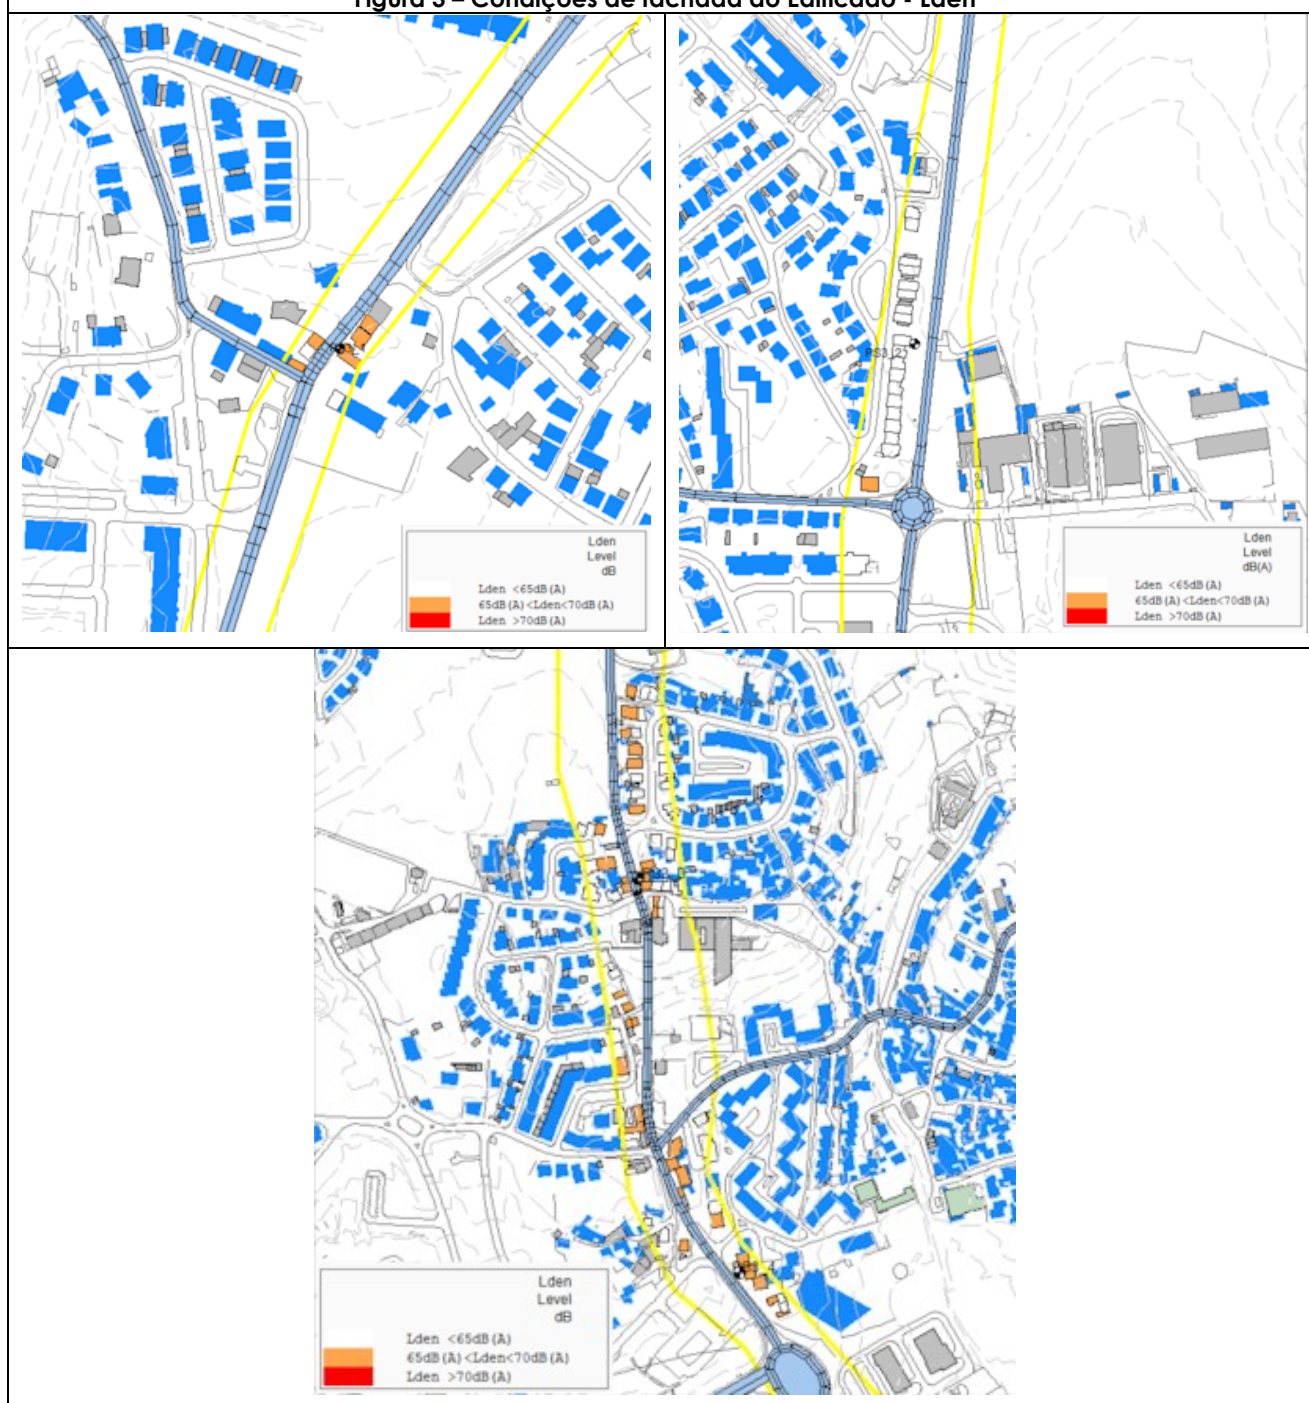 Figura 3 – Condições de fachada do Edificado - Lden
Lden
Level
dB
Lden <65dB(A)
65dB(A)<Lden<70dB(A)
Lden >70dB(A)
Lden
Level
dB(A)
Lden <65dB(A)
65dB(A)<Lden<70dB(A)
Lden >70dB(A)
Lden
Level
dB
Lden <65dB(A)
65dB(A)<Lden<70dB(A)
Lden >70dB(A)